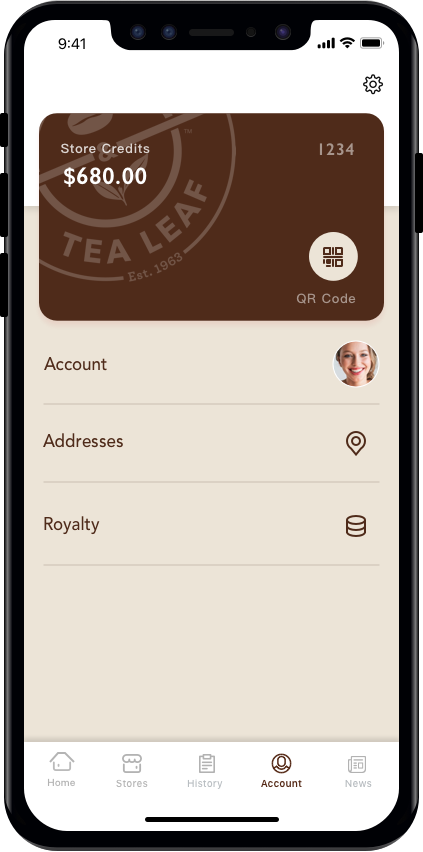 9:41
Store Credits
1234
$680.00
&
TM
TEA LEAF
Est. 1963
QR Code
Account
Addresses
Royalty
Home
Stores
History
Account
News